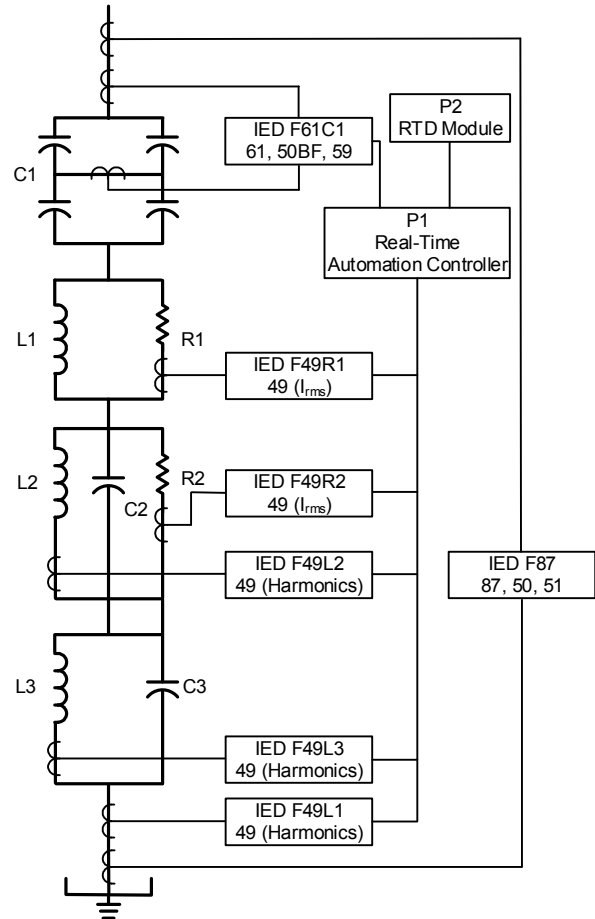 P2
RTD Module
IED F61C1
61, 50BF, 59
C1
P1
Real-Time
Automation Controller
L1
R1
IED F49R1
49 (Irms)
L2
R2
C2
IED F49R2
49 (Irms)
IED F49L2
49 (Harmonics)
IED F87
87, 50, 51
L3
C3
IED F49L3
49 (Harmonics)
IED F49L1
49 (Harmonics)